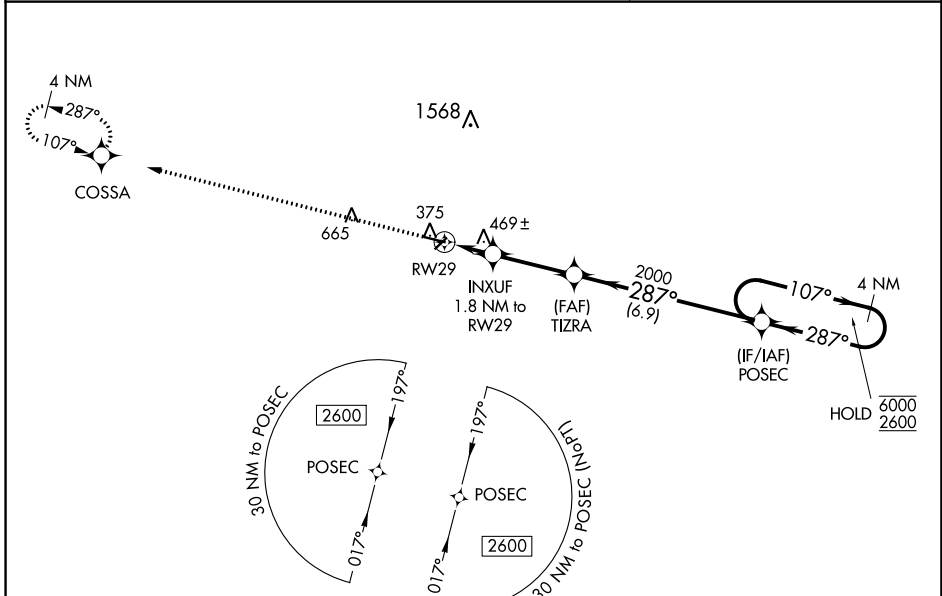 4 NM
287°
107°
COSSA
1568
665
375
469±
RW29
INXUF
1.8 NM to
RW29
(FAF)
TIZRA
2000
287°
(6.9)
107°
4 NM
287°
(IF/IAF)
POSEC
HOLD 6000
2600
30 NM to POSEC
2600
197°
POSEC
017°
197°
POSEC
2600
017°
30 NM to POSEC (NoPT)